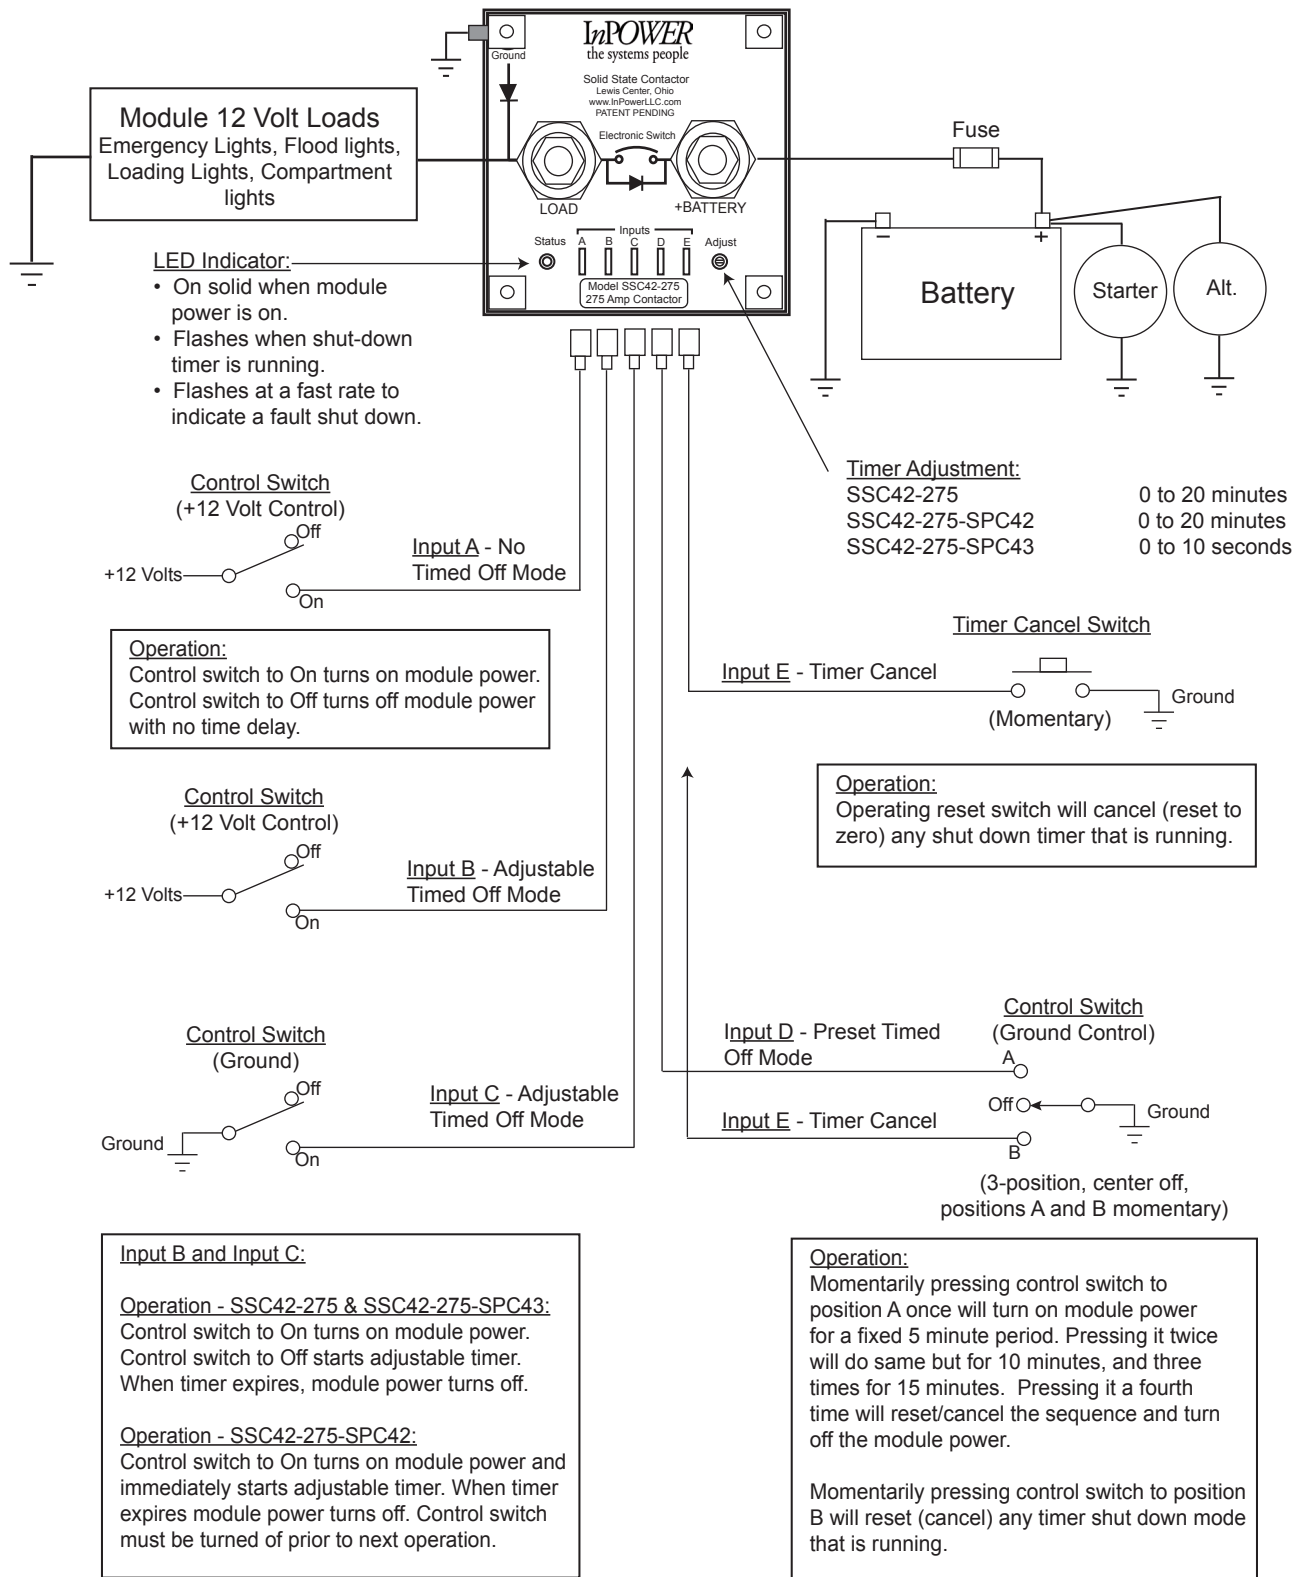 InPOWER
the systems people
Ground
Solid State Contactor
Lewis Center, Ohio
www.InPowerLLC.com
PATENT PENDING
Electronic Switch
LOAD
+BATTERY
Inputs
Status
A B C D E
Adjust
Model SSC42-275
275 Amp Contactor
Module 12 Volt Loads
Emergency Lights, Flood lights,
Loading Lights, Compartment
lights
Fuse
–
+
Battery
Starter
Alt.
LED Indicator:
• On solid when module
power is on.
• Flashes when shut-down
timer is running.
• Flashes at a fast rate to
indicate a fault shut down.
Timer Adjustment:
SSC42-275 0 to 20 minutes
SSC42-275-SPC42 0 to 20 minutes
SSC42-275-SPC43 0 to 10 seconds
Control Switch
(+12 Volt Control)
Off
+12 Volts
On
Input A - No
Timed Off Mode
Operation:
Control switch to On turns on module power.
Control switch to Off turns off module power
with no time delay.
Timer Cancel Switch
Input E - Timer Cancel
Ground
(Momentary)
Operation:
Operating reset switch will cancel (reset to
zero) any shut down timer that is running.
Control Switch
(+12 Volt Control)
Off
+12 Volts
On
Input B - Adjustable
Timed Off Mode
Control Switch
(Ground)
Off
Ground
On
Input C - Adjustable
Timed Off Mode
Input D - Preset Timed
Off Mode
Control Switch
(Ground Control)
A
Off
Ground
Input E - Timer Cancel
B
(3-position, center off,
positions A and B momentary)
Input B and Input C:
Operation - SSC42-275 & SSC42-275-SPC43:
Control switch to On turns on module power.
Control switch to Off starts adjustable timer.
When timer expires, module power turns off.
Operation - SSC42-275-SPC42:
Control switch to On turns on module power and
immediately starts adjustable timer. When timer
expires module power turns off. Control switch
must be turned of prior to next operation.
Operation:
Momentarily pressing control switch to
position A once will turn on module power
for a fixed 5 minute period. Pressing it twice
will do same but for 10 minutes, and three
times for 15 minutes. Pressing it a fourth
time will reset/cancel the sequence and turn
off the module power.
Momentarily pressing control switch to position
B will reset (cancel) any timer shut down mode
that is running.